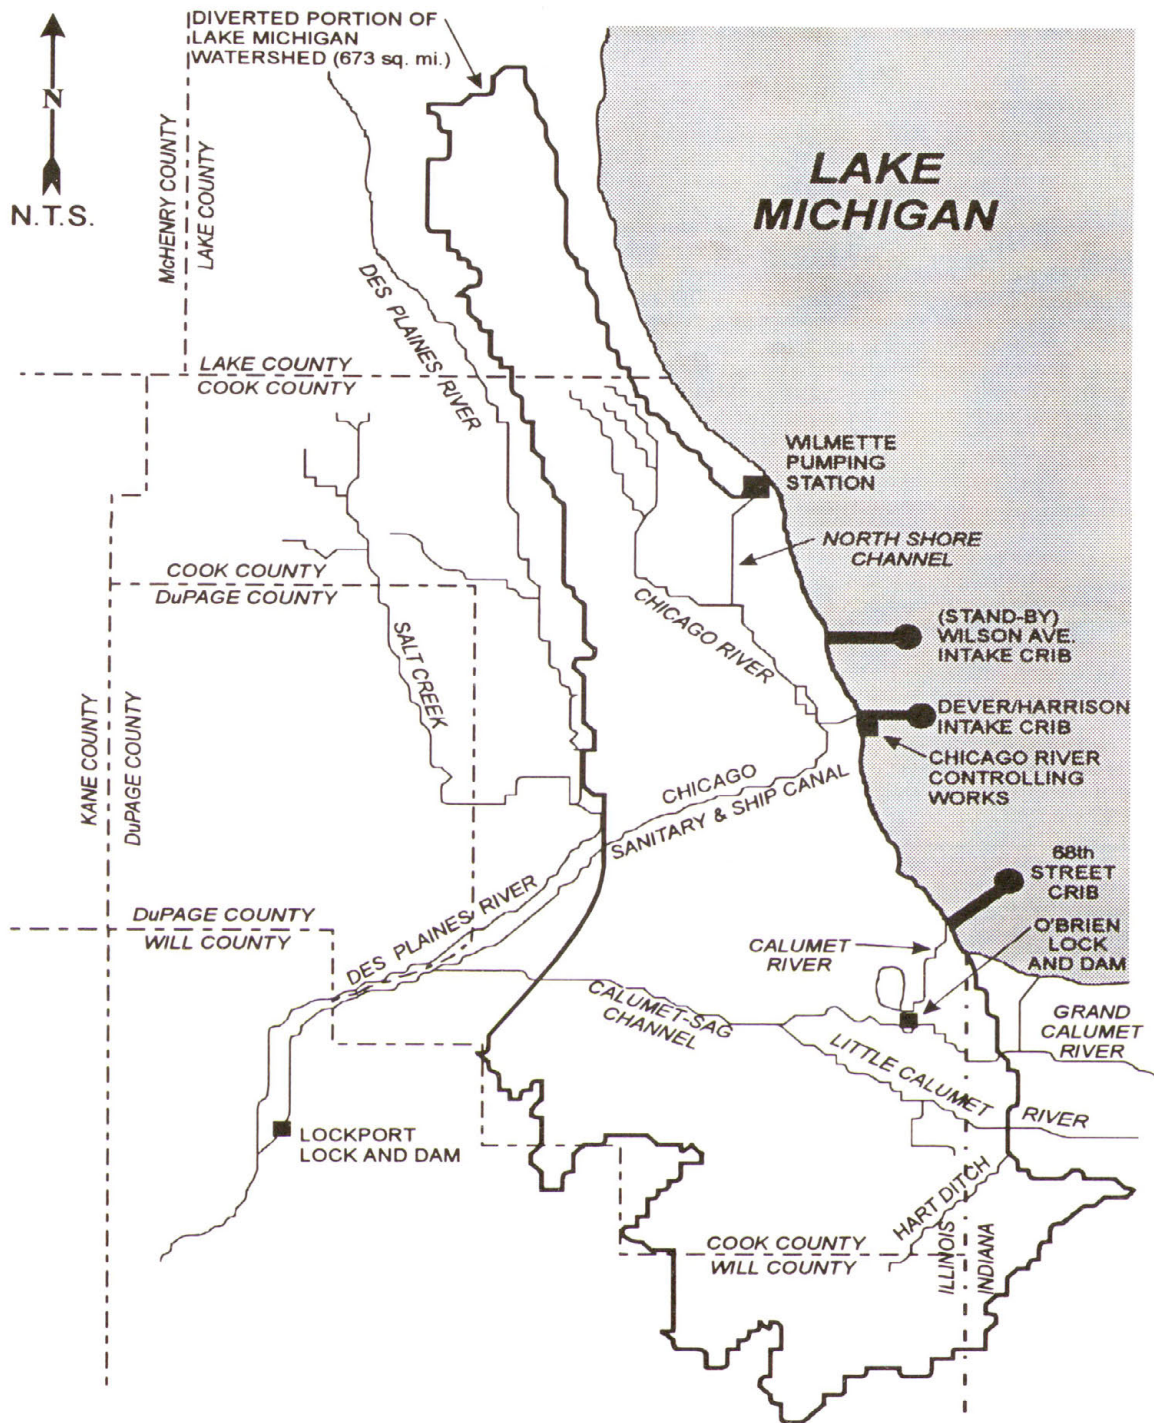 DIVERTED PORTION OF
LAKE MICHIGAN
WATERSHED (673 sq. mi.)
N
N.T.S.
McHENRY COUNTY
LAKE COUNTY
LAKE
MICHIGAN
DES PLAINES RIVER
LAKE COUNTY
COOK COUNTY
WILMETTE
PUMPING
STATION
NORTH SHORE
CHANNEL
COOK COUNTY
DuPAGE COUNTY
CHICAGO RIVER
(STAND-BY)
WILSON AVE.
INTAKE CRIB
SALT CREEK
KANE COUNTY
DuPAGE COUNTY
DEVER/HARRISON
INTAKE CRIB
CHICAGO RIVER
CONTROLLING
WORKS
CHICAGO
SANITARY & SHIP CANAL
68th
STREET
CRIB
DuPAGE COUNTY
WILL COUNTY
DES PLAINES RIVER
CALUMET
RIVER
O'BRIEN
LOCK
AND DAM
CALUMET-SAG
CHANNEL
GRAND
CALUMET
RIVER
LITTLE CALUMET RIVER
LOCKPORT
LOCK AND DAM
HART DITCH
COOK COUNTY
WILL COUNTY
ILLINOIS
INDIANA